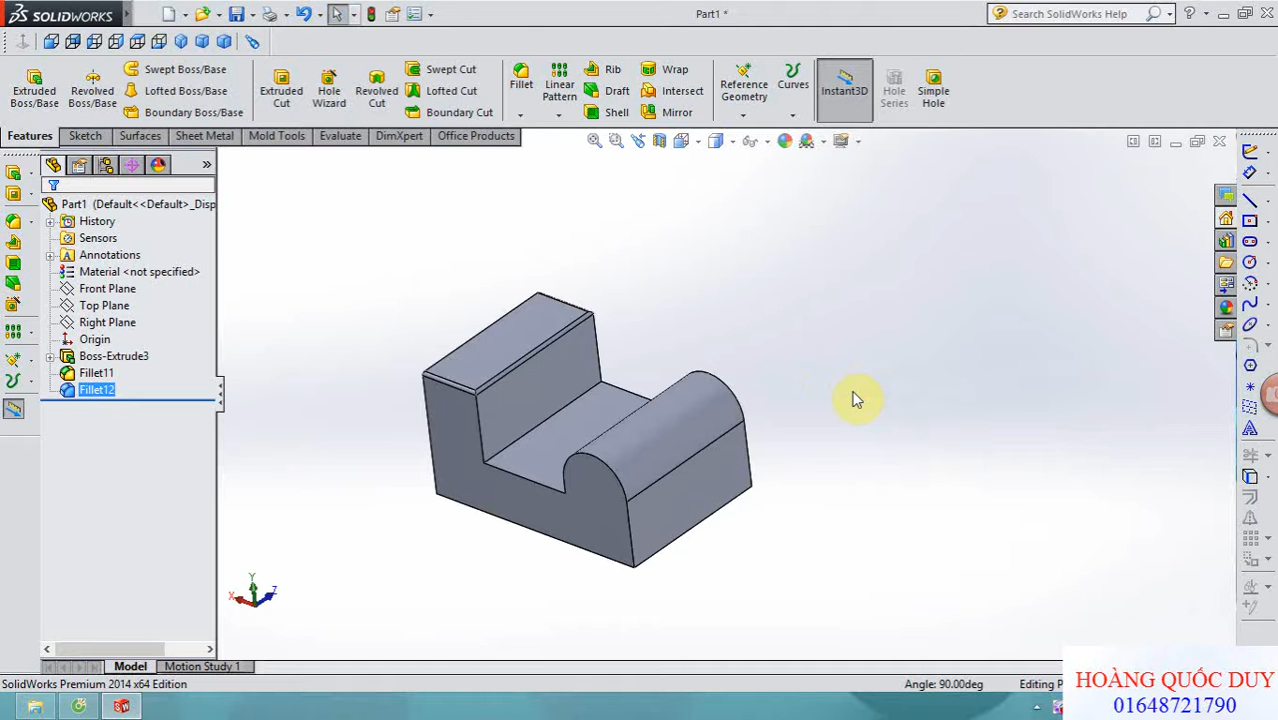 SOLIDWORKS
Part1 *
Search SolidWorks Help
Extruded Boss/Base
Revolved Boss/Base
Swept Boss/Base
Lofted Boss/Base
Boundary Boss/Base
Extruded Cut
Hole Wizard
Revolved Cut
Swept Cut
Lofted Cut
Boundary Cut
Fillet
Linear Pattern
Rib
Draft
Shell
Wrap
Intersect
Mirror
Reference Geometry
Curves
Instant3D
Hole Series
Simple Hole
Features
Sketch
Surfaces
Sheet Metal
Mold Tools
Evaluate
DimXpert
Office Products
Part1 (Default<<Default>_Disp
History
Sensors
Annotations
Material <not specified>
Front Plane
Top Plane
Right Plane
Origin
Boss-Extrude3
Fillet11
Fillet12
Y
X
Z
Model
Motion Study 1
SolidWorks Premium 2014 x64 Edition
Angle: 90.00deg
Editing P
HOÀNG QUỐC DUY
01648721790